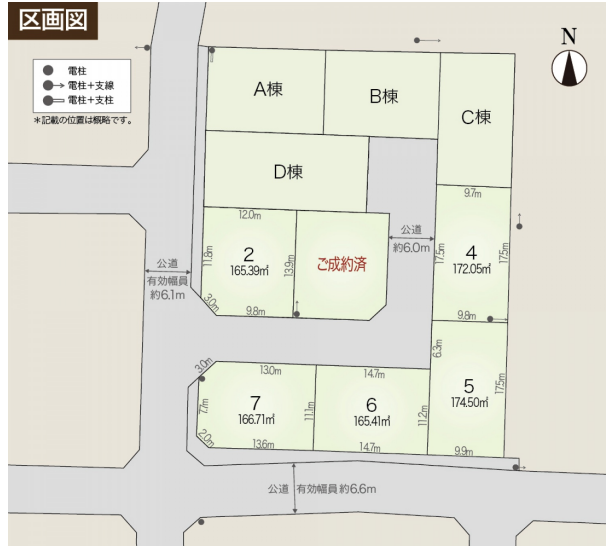 区画図
電柱
電柱+支線
電柱+支柱
*記載の位置は概略です。
N
A棟
B棟
C棟
D棟
9.7m
12.0m
11.8m
2
165.39㎡
13.9m
3.0m
9.8m
ご成約済
公道
約6.0m
公道
有効幅員
約6.1m
17.5m
4
172.05㎡
17.5m
9.8m
6.3m
5
174.50㎡
17.5m
9.9m
3.0m
13.0m
7.7m
7
166.71㎡
11.1m
2.0m
13.6m
14.7m
6
165.41㎡
11.2m
14.7m
公道 有効幅員 約6.6m